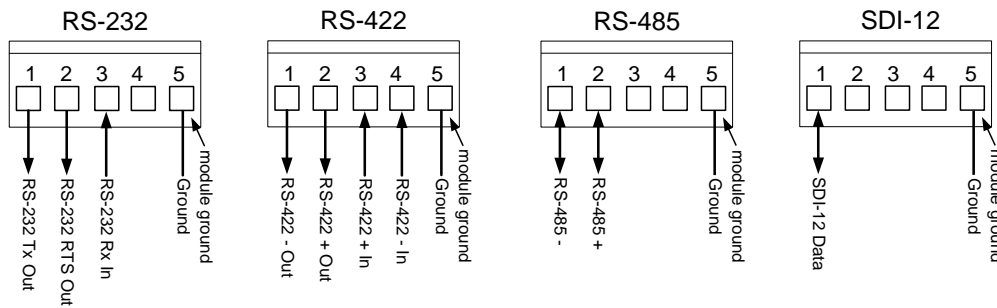 RS-232
1 2 3 4 5
RS-232 Tx Out
RS-232 RTS Out
RS-232 Rx In
Ground
module ground
RS-422
1 2 3 4 5
RS-422 - Out
RS-422 + Out
RS-422 + In
RS-422 - In
Ground
module ground
RS-485
1 2 3 4 5
RS-485 -
RS-485 +
Ground
module ground
SDI-12
1 2 3 4 5
SDI-12 Data
Ground
module ground